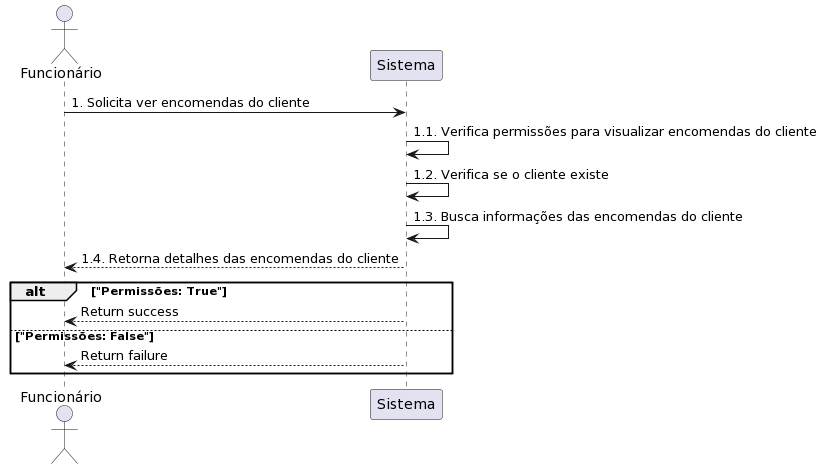 Funcionário
Sistema
1. Solicita ver encomendas do cliente
1.1. Verifica permissões para visualizar encomendas do cliente
1.2. Verifica se o cliente existe
1.3. Busca informações das encomendas do cliente
1.4. Retorna detalhes das encomendas do cliente
alt ["Permissões: True"]
Return success
["Permissões: False"]
Return failure
Funcionário
Sistema